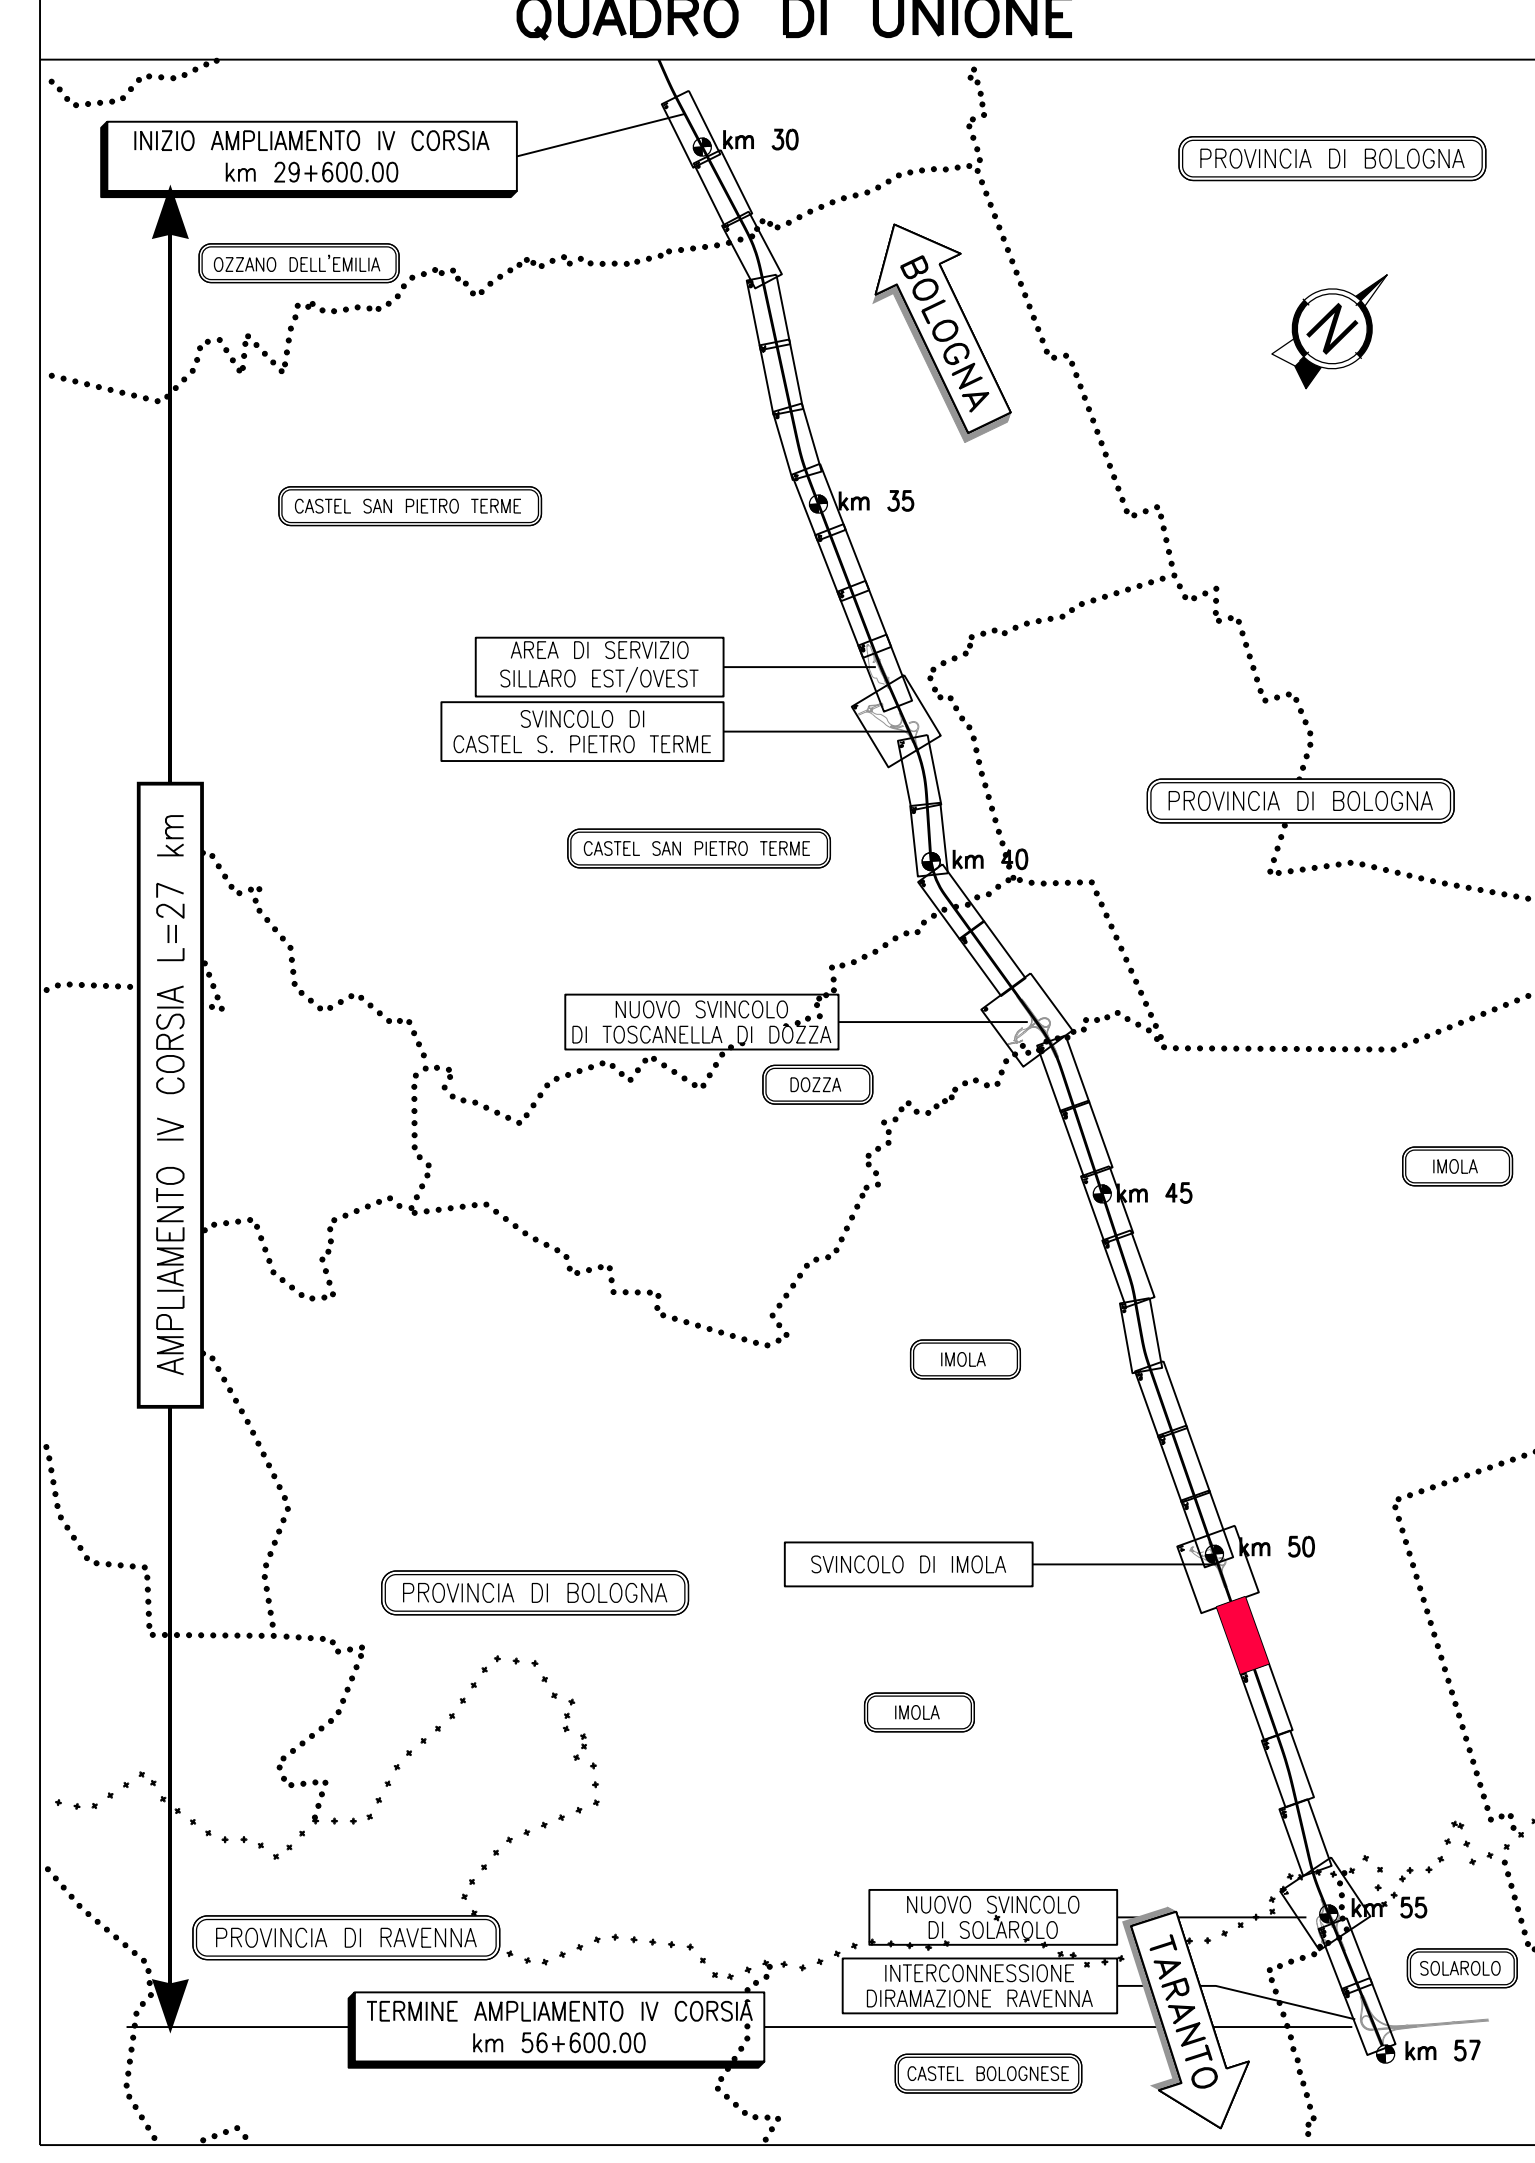 QUADRO DI UNIONE
INIZIO AMPLIAMENTO IV CORSIA
km 29+600.00
km 30
PROVINCIA DI BOLOGNA
OZZANO DELL'EMILIA
BOLOGNA
N
CASTEL SAN PIETRO TERME
km 35
AREA DI SERVIZIO
SILLARO EST/OVEST
SVINCOLO DI
CASTEL S. PIETRO TERME
PROVINCIA DI BOLOGNA
AMPLIAMENTO IV CORSIA L=27 km
CASTEL SAN PIETRO TERME
km 40
NUOVO SVINCOLO
DI TOSCANELLA DI DOZZA
DOZZA
IMOLA
km 45
IMOLA
SVINCOLO DI IMOLA
km 50
PROVINCIA DI BOLOGNA
IMOLA
NUOVO SVINCOLO
DI SOLAROLO
km 55
PROVINCIA DI RAVENNA
TARANTO
SOLAROLO
INTERCONNESSIONE
DIRAMAZIONE RAVENNA
TERMINE AMPLIAMENTO IV CORSIA
km 56+600.00
km 57
CASTEL BOLOGNESE